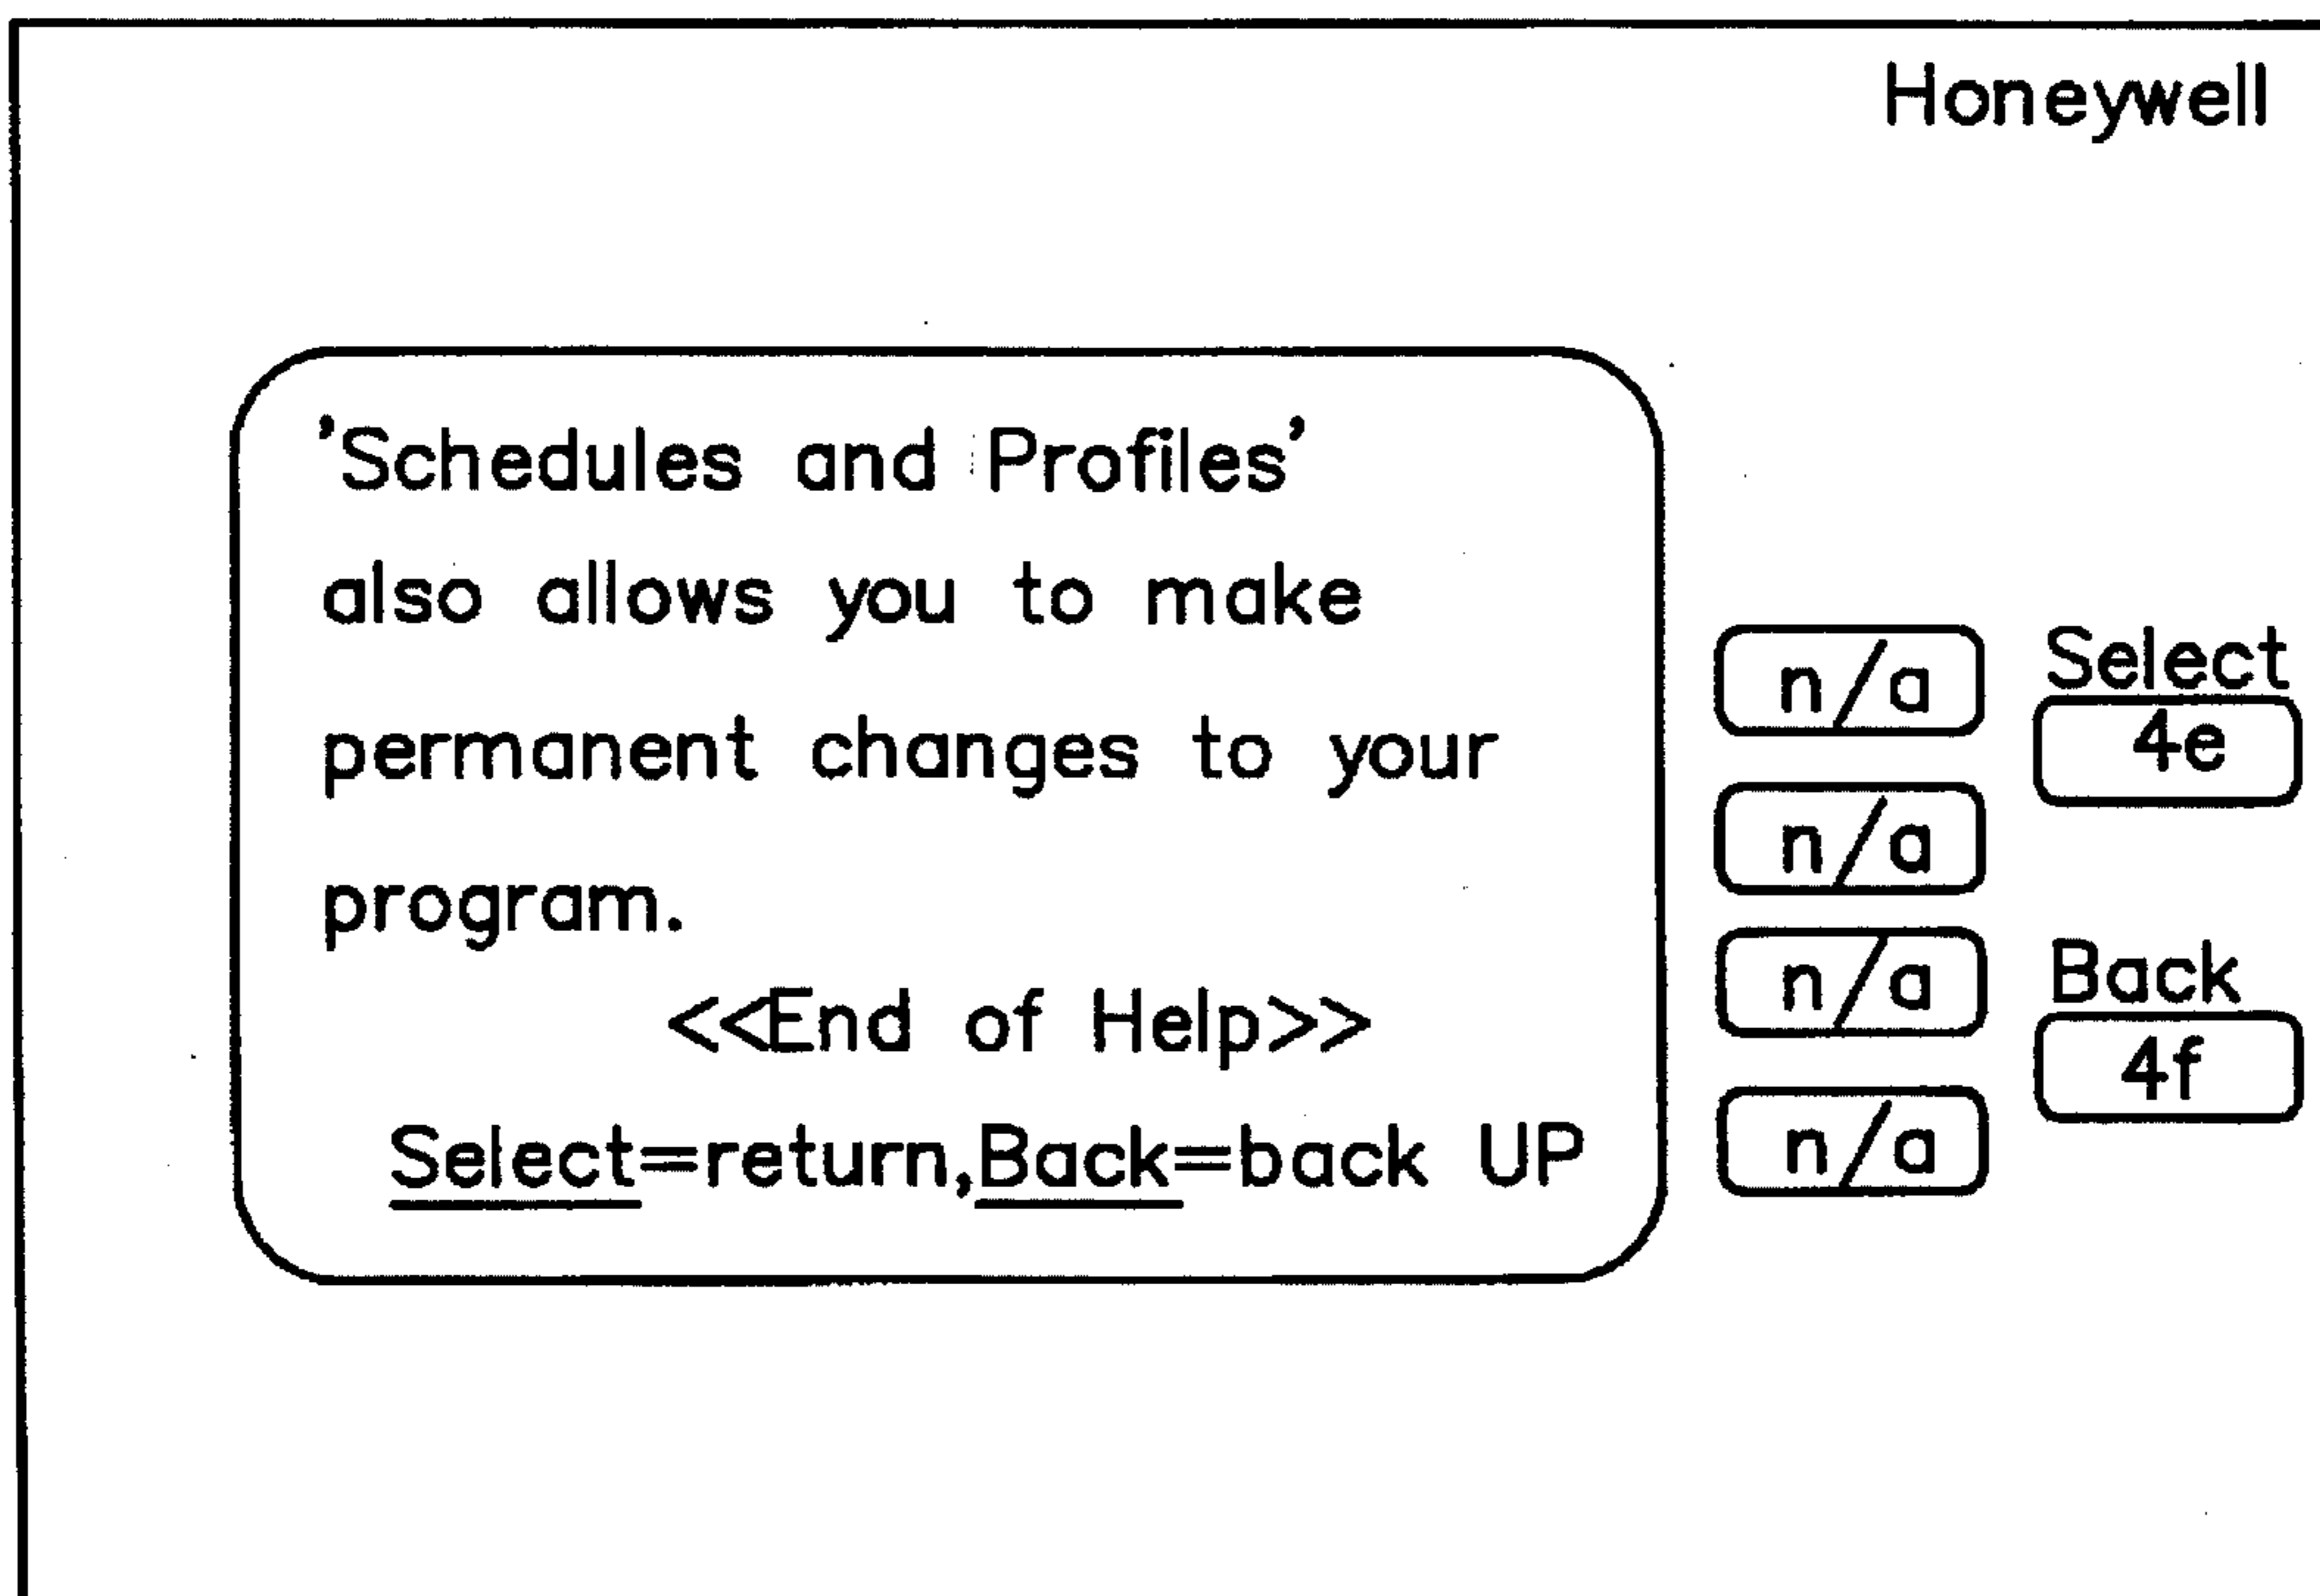 Honeywell
'Schedules and Profiles'
also allows you to make
permanent changes to your
program.
<<End of Help>>
Select=return,Back=back UP
n/a
n/a
n/a
n/a
Select
4e
Back
4f